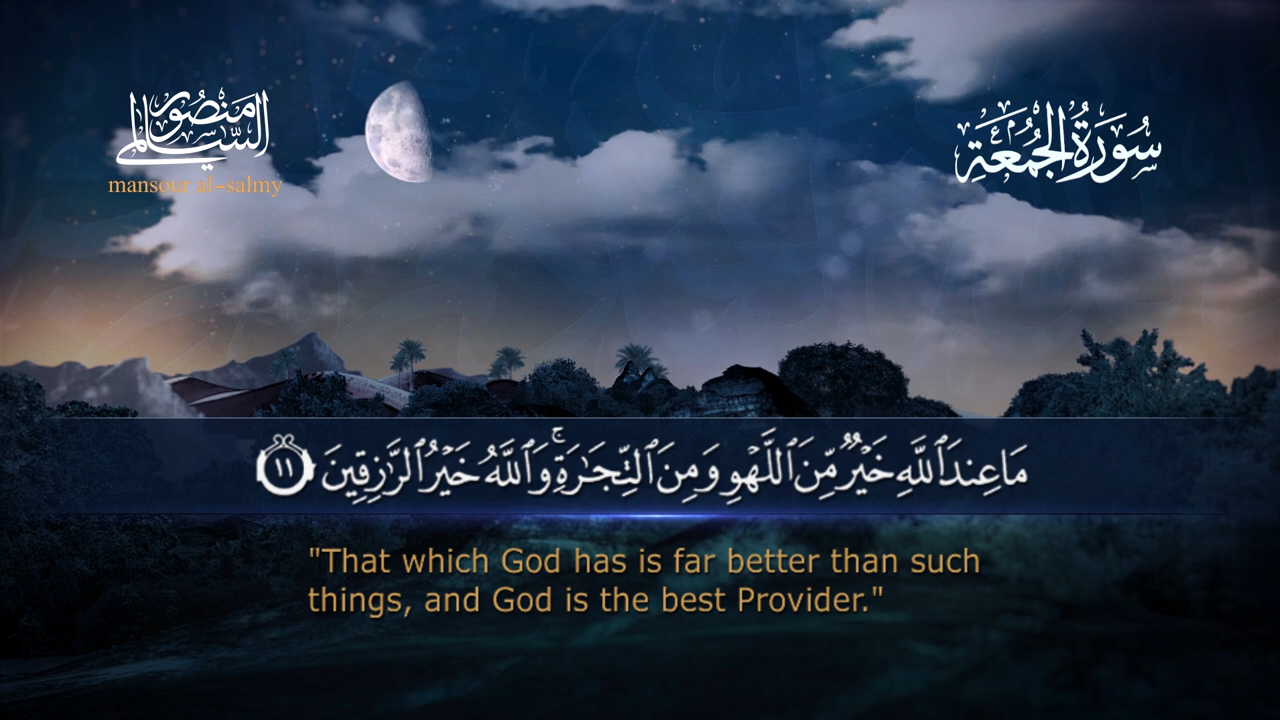 منصور السالمي
mansour al-salmy
سُورَةُ الجُمُعَة
مَا عِندَ ٱللَّهِ خَيْرٌ مِّنَ ٱللَّهْوِ وَمِنَ ٱلتِّجَٰرَةِ ۚ وَٱللَّهُ خَيْرُ ٱلرَّٰزِقِينَ ١١
"That which God has is far better than such
things, and God is the best Provider."